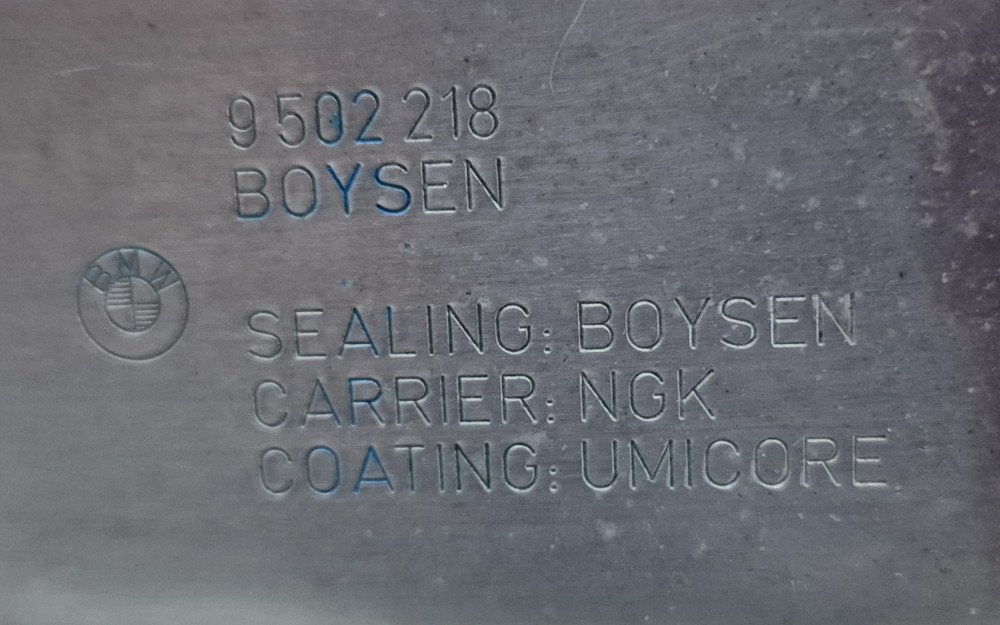 9 502 218
BOYSEN
BMW
SEALING: BOYSEN
CARRIER: NGK
COATING: UMICORE